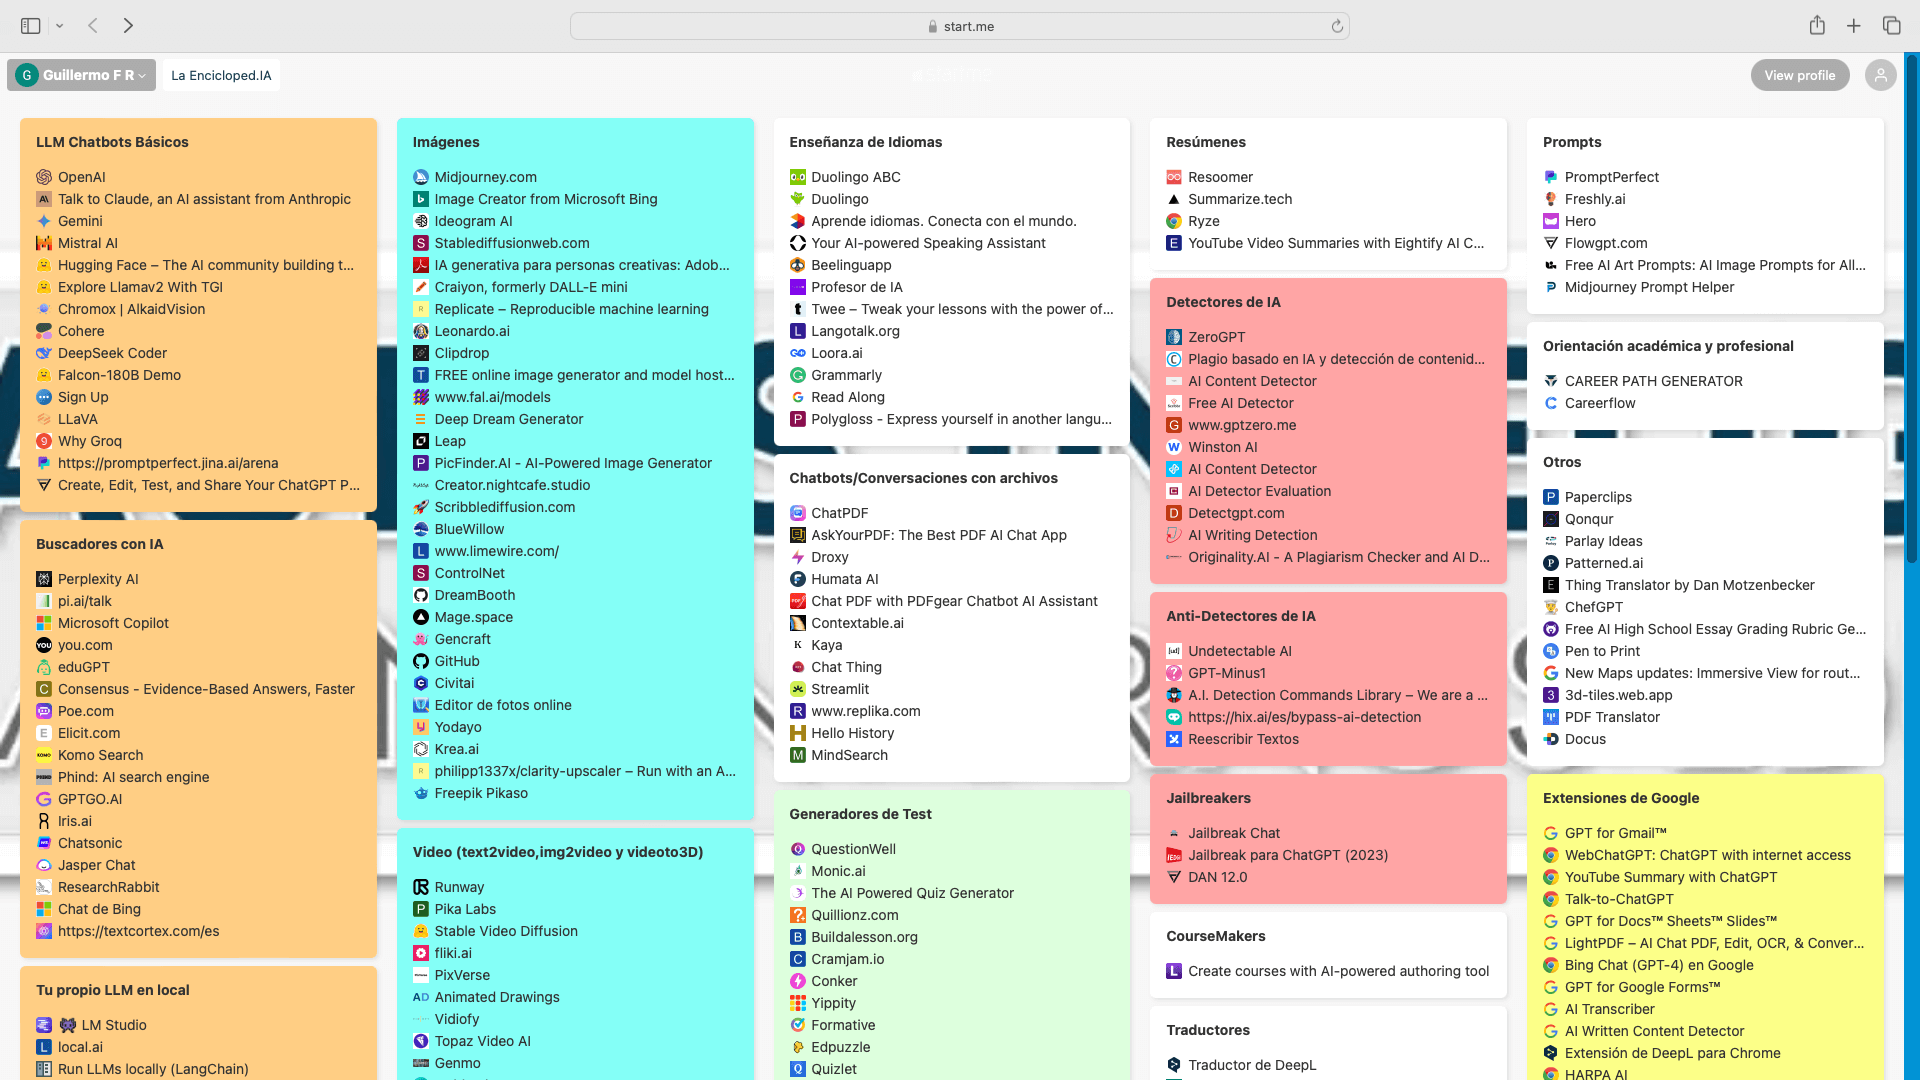 start.me
G Guillermo F R
La Encicloped.IA
View profile
LLM Chatbots Básicos
OpenAI
Talk to Claude, an AI assistant from Anthropic
Gemini
Mistral AI
Hugging Face – The AI community building t...
Explore Llamav2 With TGI
Chromox | AlkaidVision
Cohere
DeepSeek Coder
Falcon-180B Demo
Sign Up
LLaVA
Why Groq
https://promptperfect.jina.ai/arena
Create, Edit, Test, and Share Your ChatGPT P...
Buscadores con IA
Perplexity AI
pi.ai/talk
Microsoft Copilot
you.com
eduGPT
Consensus - Evidence-Based Answers, Faster
Poe.com
Elicit.com
Komo Search
Phind: AI search engine
GPTGO.AI
Iris.ai
Chatsonic
Jasper Chat
ResearchRabbit
Chat de Bing
https://textcortex.com/es
Tu propio LLM en local
LM Studio
local.ai
Run LLMs locally (LangChain)
Imágenes
Midjourney.com
Image Creator from Microsoft Bing
Ideogram AI
Stablediffusionweb.com
IA generativa para personas creativas: Adob...
Craiyon, formerly DALL-E mini
Replicate – Reproducible machine learning
Leonardo.ai
Clipdrop
FREE online image generator and model host...
www.fal.ai/models
Deep Dream Generator
Leap
PicFinder.AI - AI-Powered Image Generator
Creator.nightcafe.studio
Scribblediffusion.com
BlueWillow
www.limewire.com/
ControlNet
DreamBooth
Mage.space
Gencraft
GitHub
Civitai
Editor de fotos online
Yodayo
Krea.ai
philipp1337x/clarity-upscaler – Run with an A...
Freepik Pikaso
Video (text2video,img2video y videoto3D)
Runway
Pika Labs
Stable Video Diffusion
fliki.ai
PixVerse
Animated Drawings
Vidiofy
Topaz Video AI
Genmo
Enseñanza de Idiomas
Duolingo ABC
Duolingo
Aprende idiomas. Conecta con el mundo.
Your AI-powered Speaking Assistant
Beelinguapp
Profesor de IA
Twee – Tweak your lessons with the power of...
Langotalk.org
Loora.ai
Grammarly
Read Along
Polygloss - Express yourself in another langu...
Chatbots/Conversaciones con archivos
ChatPDF
AskYourPDF: The Best PDF AI Chat App
Droxy
Humata AI
Chat PDF with PDFgear Chatbot AI Assistant
Contextable.ai
Kaya
Chat Thing
Streamlit
www.replika.com
Hello History
MindSearch
Generadores de Test
QuestionWell
Monic.ai
The AI Powered Quiz Generator
Quillionz.com
Buildalesson.org
Cramjam.io
Conker
Yippity
Formative
Edpuzzle
Quizlet
Resúmenes
Resoomer
Summarize.tech
Ryze
YouTube Video Summaries with Eightify AI C...
Detectores de IA
ZeroGPT
Plagio basado en IA y detección de contenid...
AI Content Detector
Free AI Detector
www.gptzero.me
Winston AI
AI Content Detector
AI Detector Evaluation
Detectgpt.com
AI Writing Detection
Originality.AI - A Plagiarism Checker and AI D...
Anti-Detectores de IA
Undetectable AI
GPT-Minus1
A.I. Detection Commands Library – We are a ...
https://hix.ai/es/bypass-ai-detection
Reescribir Textos
Jailbreakers
Jailbreak Chat
Jailbreak para ChatGPT (2023)
DAN 12.0
CourseMakers
Create courses with AI-powered authoring tool
Traductores
Traductor de DeepL
Prompts
PromptPerfect
Freshly.ai
Hero
Flowgpt.com
Free AI Art Prompts: AI Image Prompts for All...
Midjourney Prompt Helper
Orientación académica y profesional
CAREER PATH GENERATOR
Careerflow
Otros
Paperclips
Qonqur
Parlay Ideas
Patterned.ai
Thing Translator by Dan Motzenbecker
ChefGPT
Free AI High School Essay Grading Rubric Ge...
Pen to Print
New Maps updates: Immersive View for rout...
3d-tiles.web.app
PDF Translator
Docus
Extensiones de Google
GPT for Gmail™
WebChatGPT: ChatGPT with internet access
YouTube Summary with ChatGPT
Talk-to-ChatGPT
GPT for Docs™ Sheets™ Slides™
LightPDF – AI Chat PDF, Edit, OCR, & Conver...
Bing Chat (GPT-4) en Google
GPT for Google Forms™
AI Transcriber
AI Written Content Detector
Extensión de DeepL para Chrome
HARPA AI